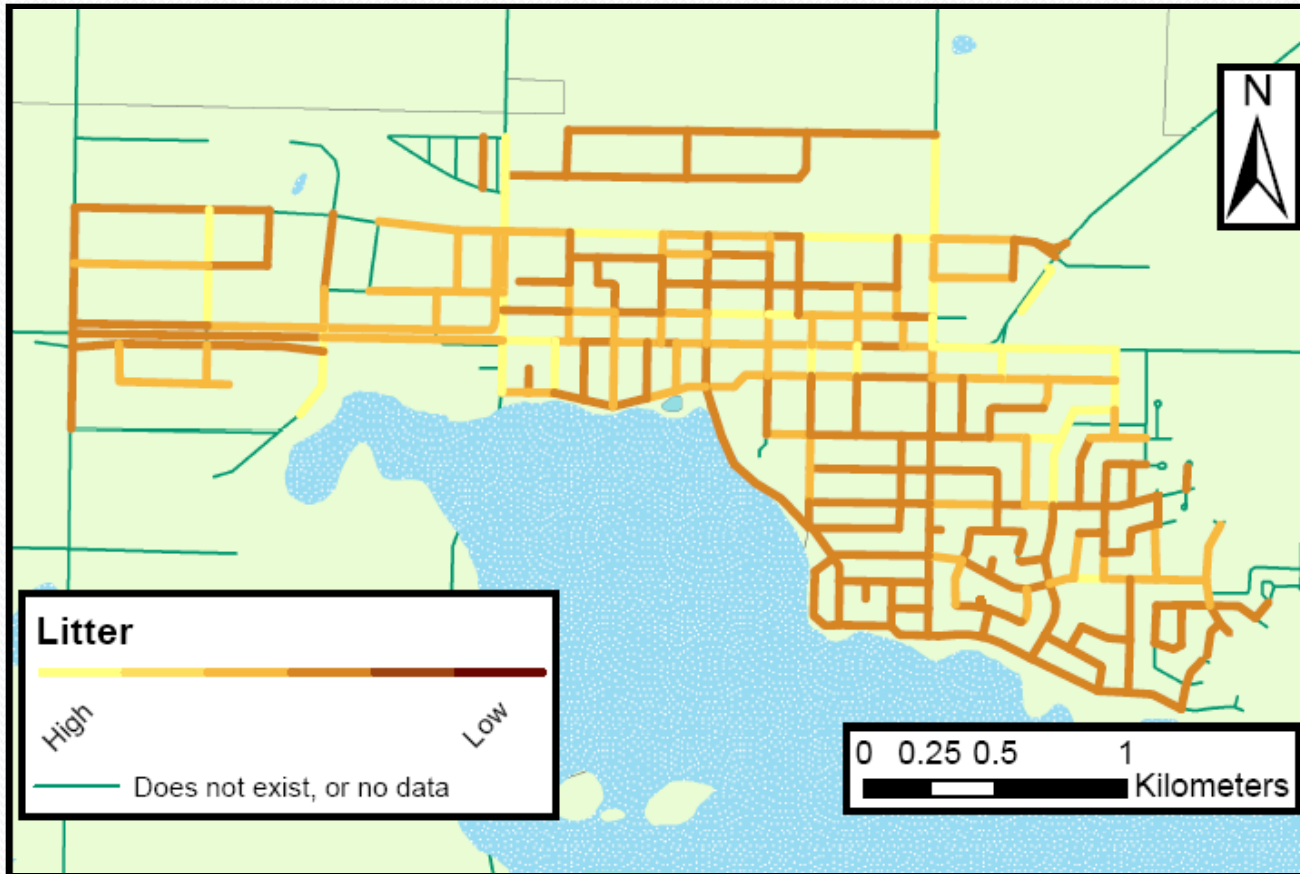 N
Litter
High
Low
Does not exist, or no data
0 0.25 0.5 1
Kilometers